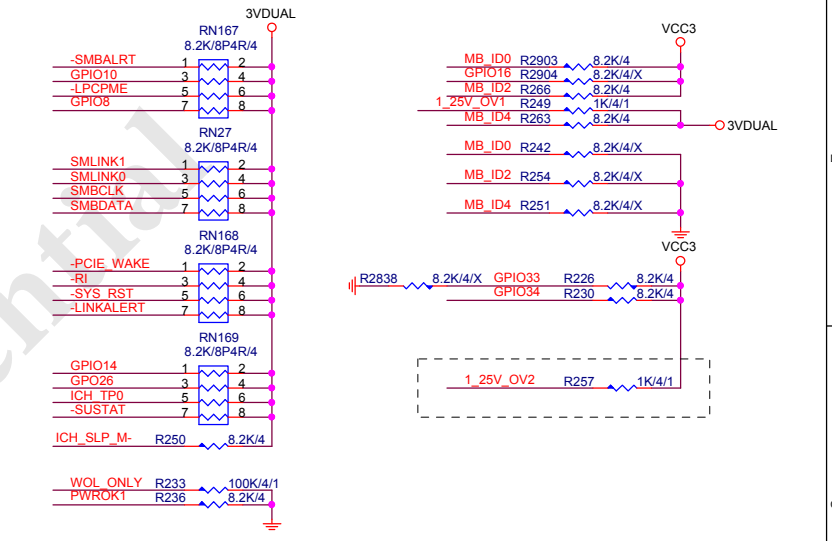 3VDUAL
RN167
8.2K/8P4R/4
-SMBALRT 1 2
GPIO10 3 4
-LPCPME 5 6
GPIO8 7 8
RN27
8.2K/8P4R/4
SMLINK1 1 2
SMLINK0 3 4
SMBCLK 5 6
SMBDATA 7 8
RN168
8.2K/8P4R/4
-PCIE_WAKE 1 2
-RI 3 4
-SYS_RST 5 6
-LINKALERT 7 8
RN169
8.2K/8P4R/4
GPIO14 1 2
GPO26 3 4
ICH_TP0 5 6
-SUSTAT 7 8
ICH_SLP_M- R250 8.2K/4
WOL_ONLY R233 100K/4/1
PWROK1 R236 8.2K/4
VCC3
MB_ID0 R2903 8.2K/4
GPIO16 R2904 8.2K/4/X
MB_ID2 R266 8.2K/4
1_25V_OV1 R249 1K/4/1
MB_ID4 R263 8.2K/4
3VDUAL
MB_ID0 R242 8.2K/4/X
MB_ID2 R254 8.2K/4/X
MB_ID4 R251 8.2K/4/X
VCC3
R2838 8.2K/4/X GPIO33 R226 8.2K/4
GPIO34 R230 8.2K/4
1_25V_OV2 R257 1K/4/1